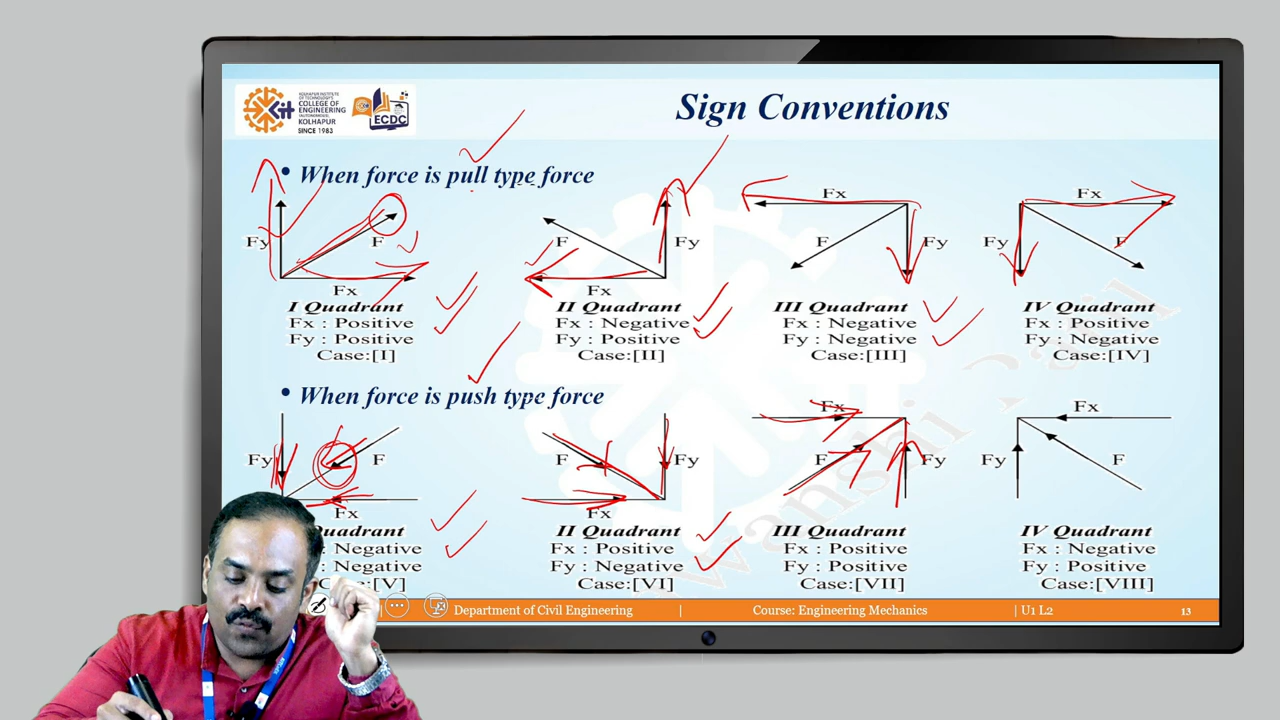 KOLHAPUR INSTITUTE
OF TECHNOLOGY'S
COLLEGE OF
ENGINEERING
(AUTONOMOUS),
KOLHAPUR
SINCE 1983
ECDC
Sign Conventions
• When force is pull type force
Fy F Fx
I Quadrant
Fx : Positive
Fy : Positive
Case:[I]
F Fy Fx
II Quadrant
Fx : Negative
Fy : Positive
Case:[II]
Fx F Fy
III Quadrant
Fx : Negative
Fy : Negative
Case:[III]
Fx Fy F
IV Quadrant
Fx : Positive
Fy : Negative
Case:[IV]
• When force is push type force
Fy F Fx
Quadrant
Negative
Negative
[V]
F Fy Fx
II Quadrant
Fx : Positive
Fy : Negative
Case:[VI]
Fx F Fy
III Quadrant
Fx : Positive
Fy : Positive
Case:[VII]
Fx Fy F
IV Quadrant
Fx : Negative
Fy : Positive
Case:[VIII]
| Department of Civil Engineering | Course: Engineering Mechanics | U1 L2 13